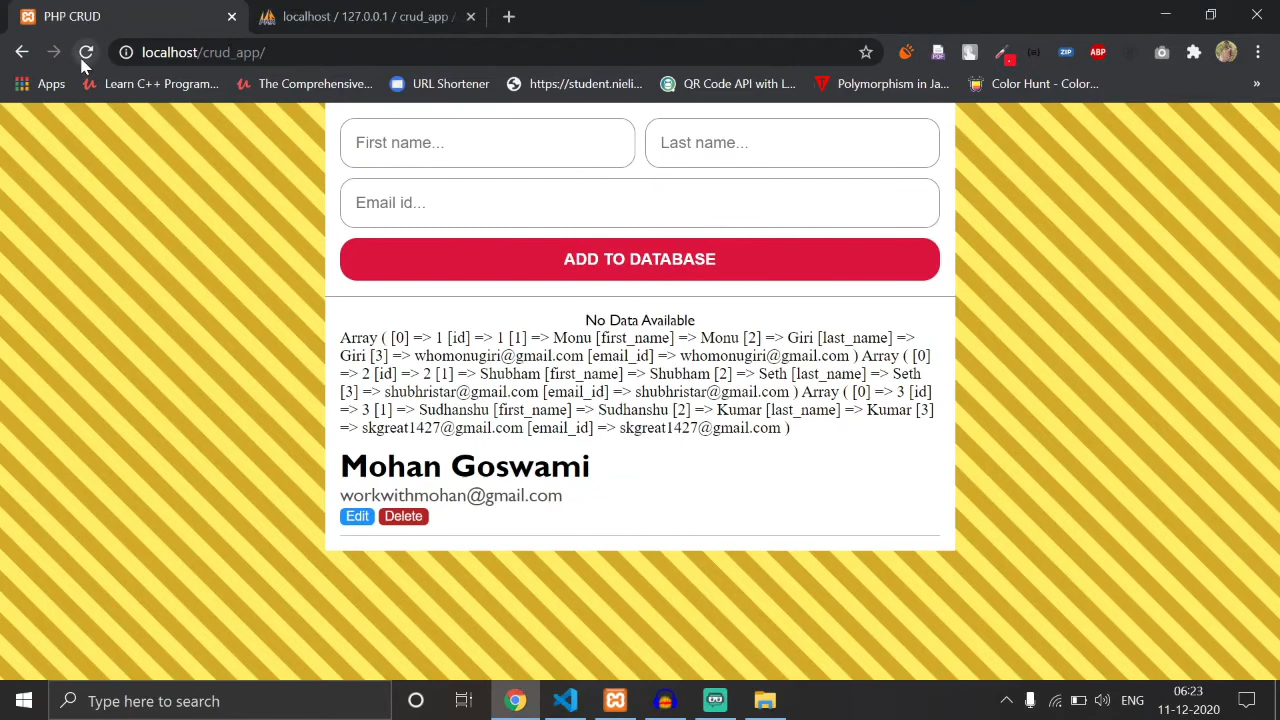 PHP CRUD
localhost / 127.0.0.1 / crud_app /
localhost/crud_app/
Apps
Learn C++ Program...
The Comprehensive...
URL Shortener
https://student.nieli...
QR Code API with L...
Polymorphism in Ja...
Color Hunt - Color...
»
First name...
Last name...
Email id...
ADD TO DATABASE
No Data Available
Array ( [0] => 1 [id] => 1 [1] => Monu [first_name] => Monu [2] => Giri [last_name] =>
Giri [3] => whomonugiri@gmail.com [email_id] => whomonugiri@gmail.com ) Array ( [0]
=> 2 [id] => 2 [1] => Shubham [first_name] => Shubham [2] => Seth [last_name] => Seth
[3] => shubhristar@gmail.com [email_id] => shubhristar@gmail.com ) Array ( [0] => 3 [id]
=> 3 [1] => Sudhanshu [first_name] => Sudhanshu [2] => Kumar [last_name] => Kumar [3]
=> skgreat1427@gmail.com [email_id] => skgreat1427@gmail.com )
Mohan Goswami
workwithmohan@gmail.com
Edit Delete
Type here to search
ENG
06:23
11-12-2020
PDF
ZIP
ABP